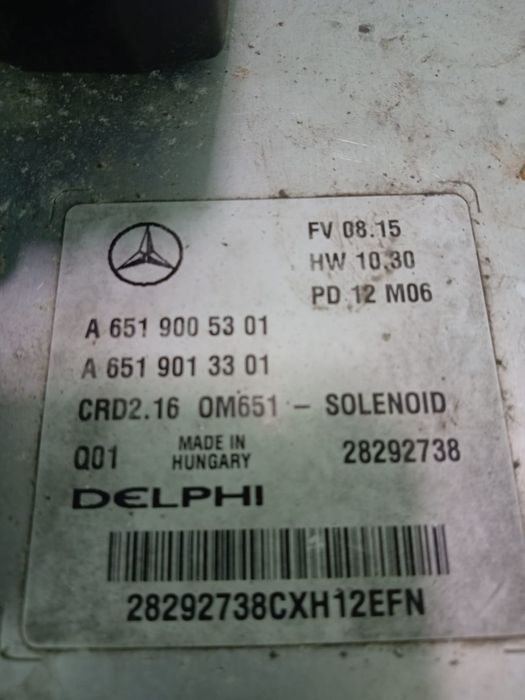 FV 08.15
HW 10.30
PD 12 M06
A 651 900 53 01
A 651 901 33 01
CRD2.16 OM651 - SOLENOID
Q01 MADE IN HUNGARY 28292738
DELPHI
28292738CXH12EFN